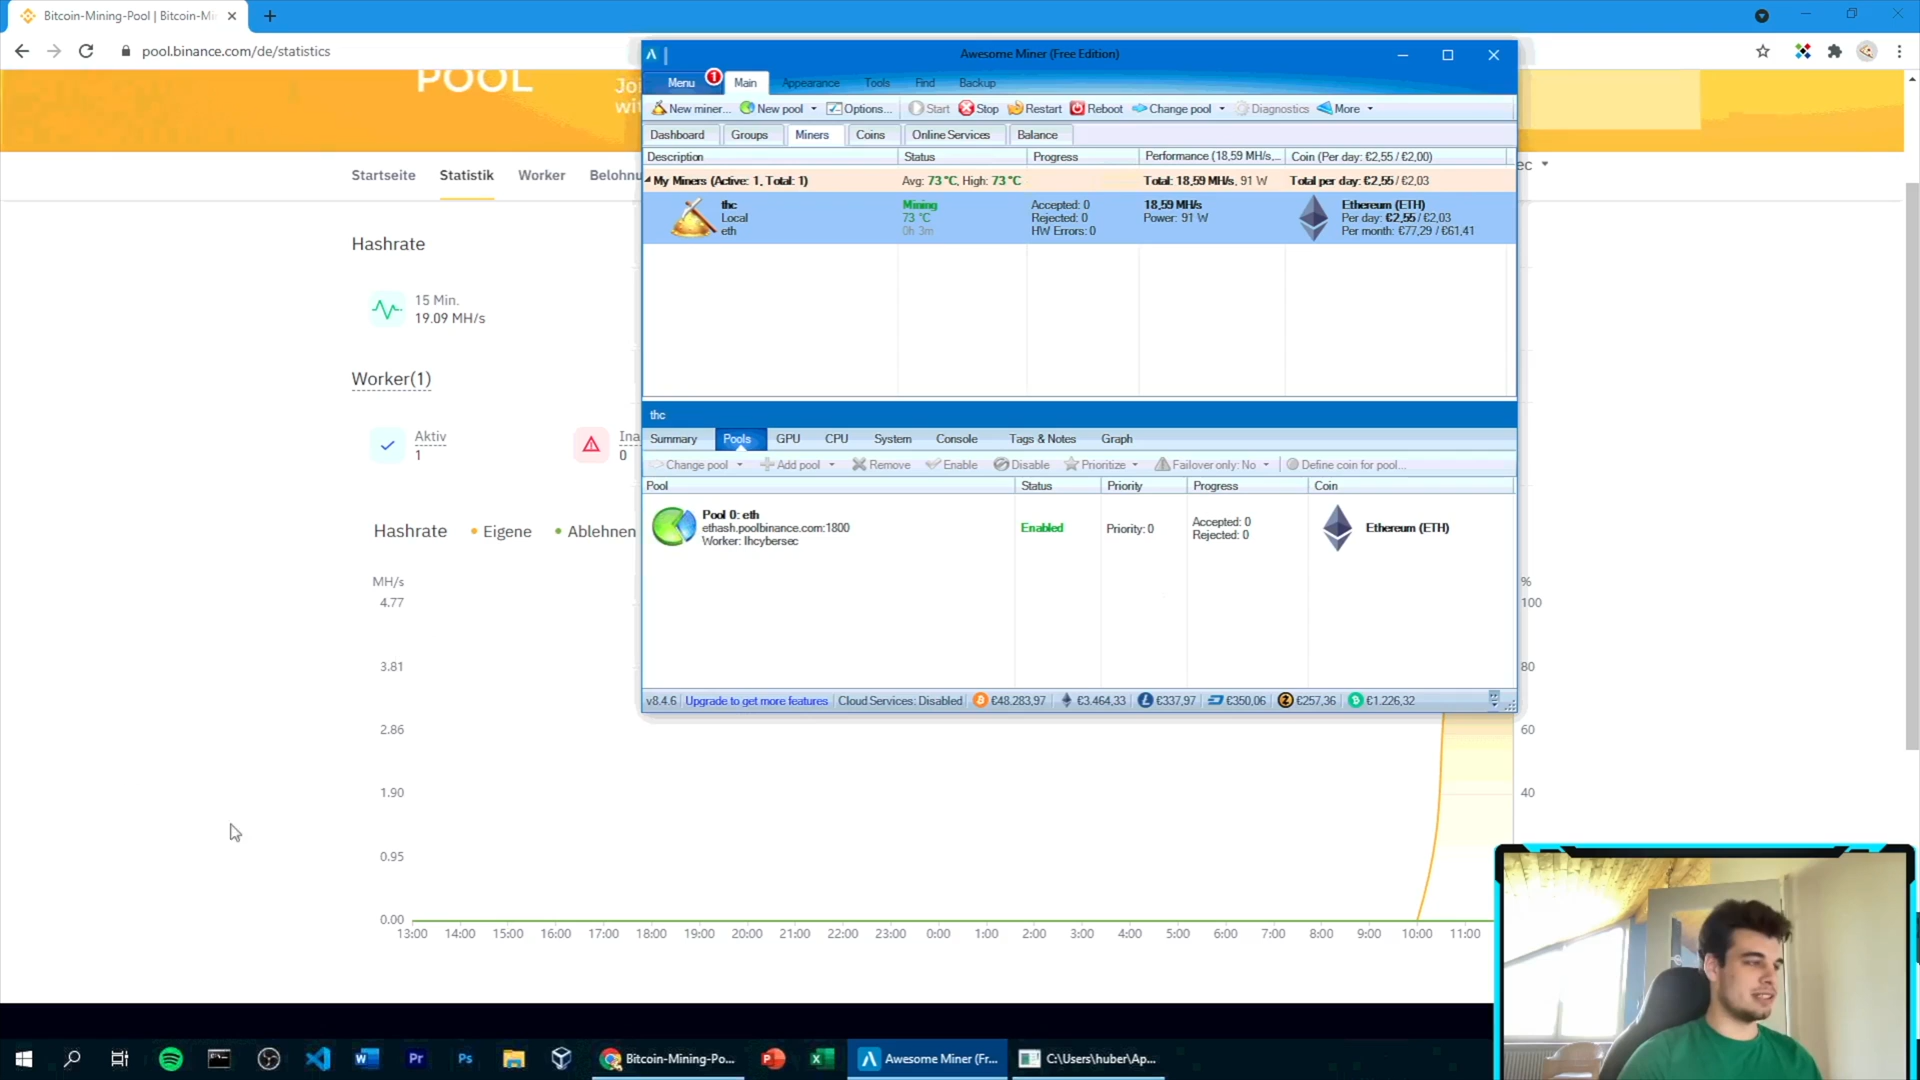 Bitcoin-Mining-Pool | Bitcoin-Mi
pool.binance.com/de/statistics
POOL
Joi
wit
Startseite
Statistik
Worker
Belohnu
ec
Hashrate
15 Min.
19.09 MH/s
Worker(1)
Aktiv
1
Ina
0
Hashrate
Eigene
Ablehnen
MH/s
4.77
3.81
2.86
1.90
0.95
0.00
13:00 14:00 15:00 16:00 17:00 18:00 19:00 20:00 21:00 22:00 23:00 0:00 1:00 2:00 3:00 4:00 5:00 6:00 7:00 8:00 9:00 10:00 11:00
%
100
80
60
40
Awesome Miner (Free Edition)
Menu 1 Main Appearance Tools Find Backup
New miner... New pool Options... Start Stop Restart Reboot Change pool Diagnostics More
Dashboard Groups Miners Coins Online Services Balance
Description Status Progress Performance (18,59 MH/s,... Coin (Per day: €2,55 / €2,00)
My Miners (Active: 1, Total: 1) Avg: 73 °C, High: 73 °C Total: 18,59 MH/s, 91 W Total per day: €2,55 / €2,03
thc Mining Accepted: 0 18,59 MH/s Ethereum (ETH)
Local 73 °C Rejected: 0 Power: 91 W Per day: €2,55 / €2,03
eth 0h 3m HW Errors: 0 Per month: €77,29 / €61,41
thc
Summary Pools GPU CPU System Console Tags & Notes Graph
Change pool Add pool Remove Enable Disable Prioritize Failover only: No Define coin for pool...
Pool Status Priority Progress Coin
Pool 0: eth
ethash.poolbinance.com:1800
Worker: lhcybersec
Enabled
Priority: 0
Accepted: 0
Rejected: 0
Ethereum (ETH)
v8.4.6 Upgrade to get more features Cloud Services: Disabled €48.283,97 €3.464,33 €337,97 €350,06 €257,36 €1.226,32
Bitcoin-Mining-Po... Awesome Miner (Fr... C:\Users\huber\Ap...